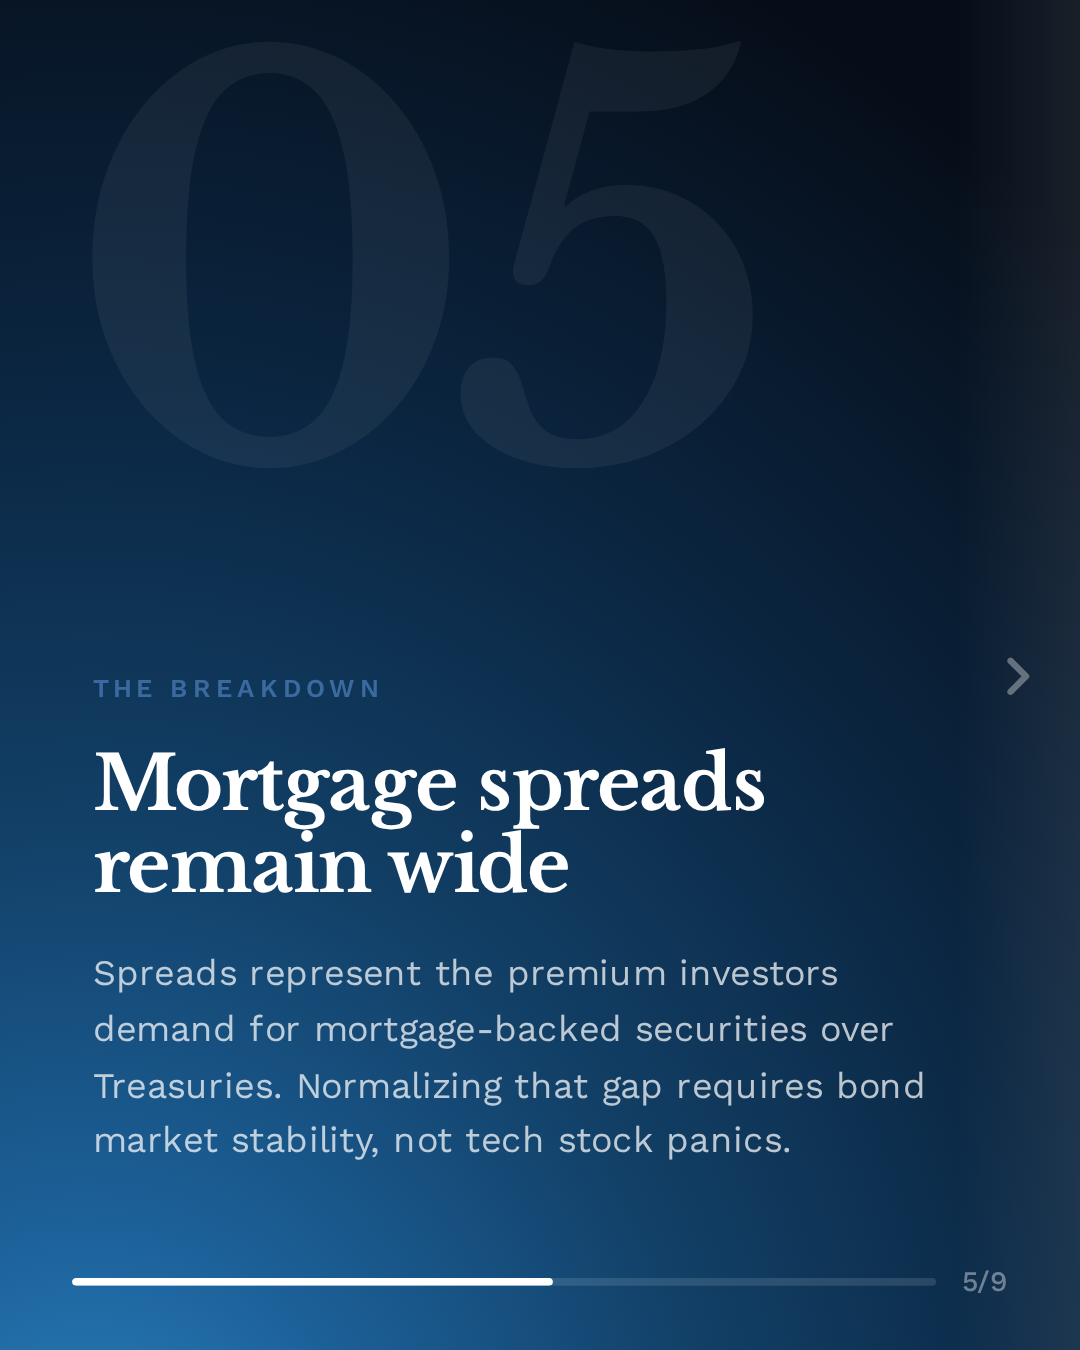 05
THE BREAKDOWN
Mortgage spreads
remain wide
Spreads represent the premium investors
demand for mortgage-backed securities over
Treasuries. Normalizing that gap requires bond
market stability, not tech stock panics.
5/9